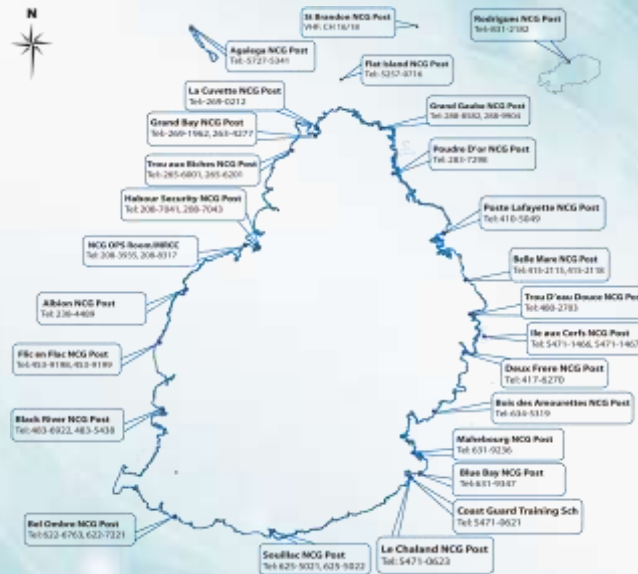 N
St Brandon NCG Post
VHF. CH 16/10
Rodrigues NCG Post
Tel:-831-2182
Agalega NCG Post
Tel:-5727-5341
Flat Island NCG Post
Tel:-5257-0716
La Cuvette NCG Post
Tel:-269-0212
Grand Bay NCG Post
Tel:-269-1962, 263-4277
Trou aux Biches NCG Post
Tel:-265-6001, 265-6201
Habour Security NCG Post
Tel: 208-7041, 208-7043
NCG OPS Room/MRCC
Tel: 208-3935, 208-8317
Albion NCG Post
Tel: 238-4489
Flic en Flac NCG Post
Tel:-453-9186, 453-9199
Black River NCG Post
Tel: 483-6922, 483-5438
Bel Ombre NCG Post
Tel:-622-6763, 622-7221
Souillac NCG Post
Tel:-625-5021, 625-5022
Grand Gaube NCG Post
Tel:-288-8582, 288-9904
Poudre D'or NCG Post
Tel:-283-7298
Poste Lafayette NCG Post
Tel:-410-5049
Belle Mare NCG Post
Tel:-415-2115, 415-2118
Trou D'eau Douce NCG
Tel:-480-2783
Ile aux Cerfs NCG Post
Tel:-5471-1466, 5471-1467
Deux Frere NCG Post
Tel:-417-6270
Bois des Amourettes NCG Post
Tel:-634-5319
Mahebourg NCG Post
Tel:-631-9236
Blue Bay NCG Post
Tel:-631-9347
Coast Guard Training Sch
Tel:-5471-0621
Le Chaland NCG Post
Tel:-5471-0623